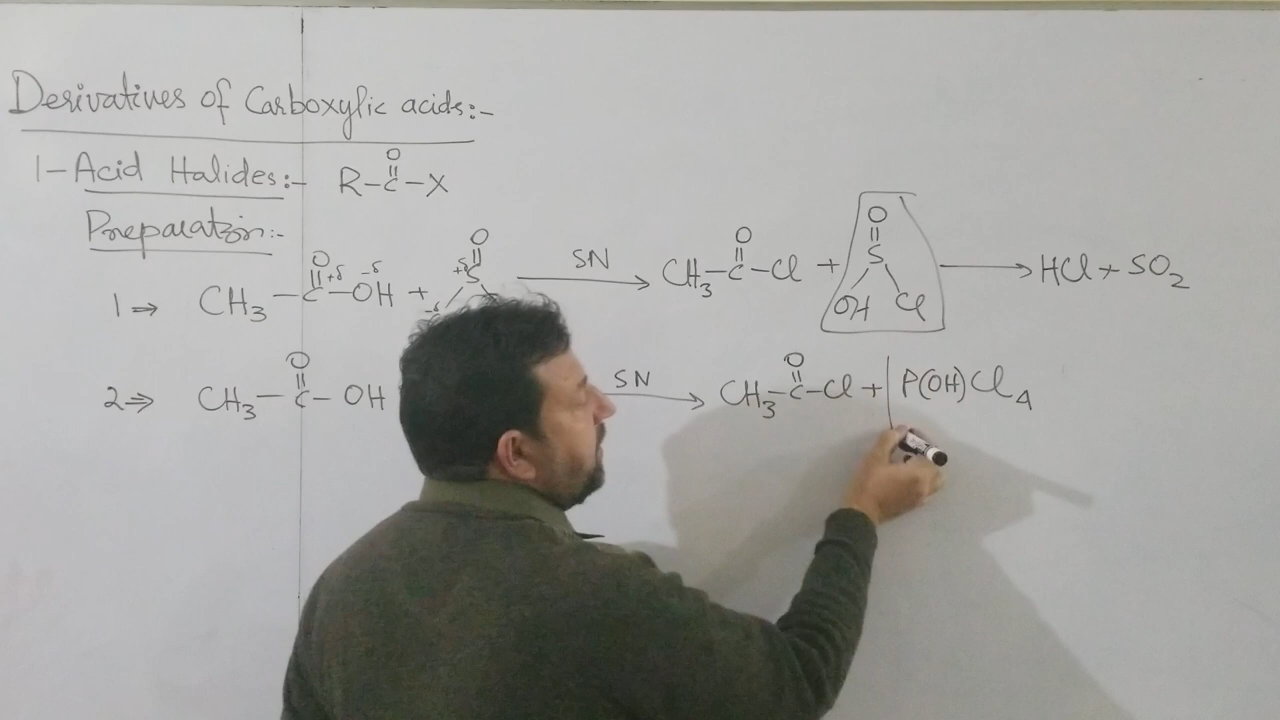 Derivatives of Carboxylic acids:-
1-Acid Halides:- R-C(=O)-X
Preparation:-
1⇒ CH₃-C(=O)-OH + S=O SN → CH₃-C(=O)-Cl + S(=O)(OH)Cl → HCl + SO₂
+δ -δ +δ -δ
2⇒ CH₃-C(=O)-OH SN → CH₃-C(=O)-Cl + P(OH)Cl₄